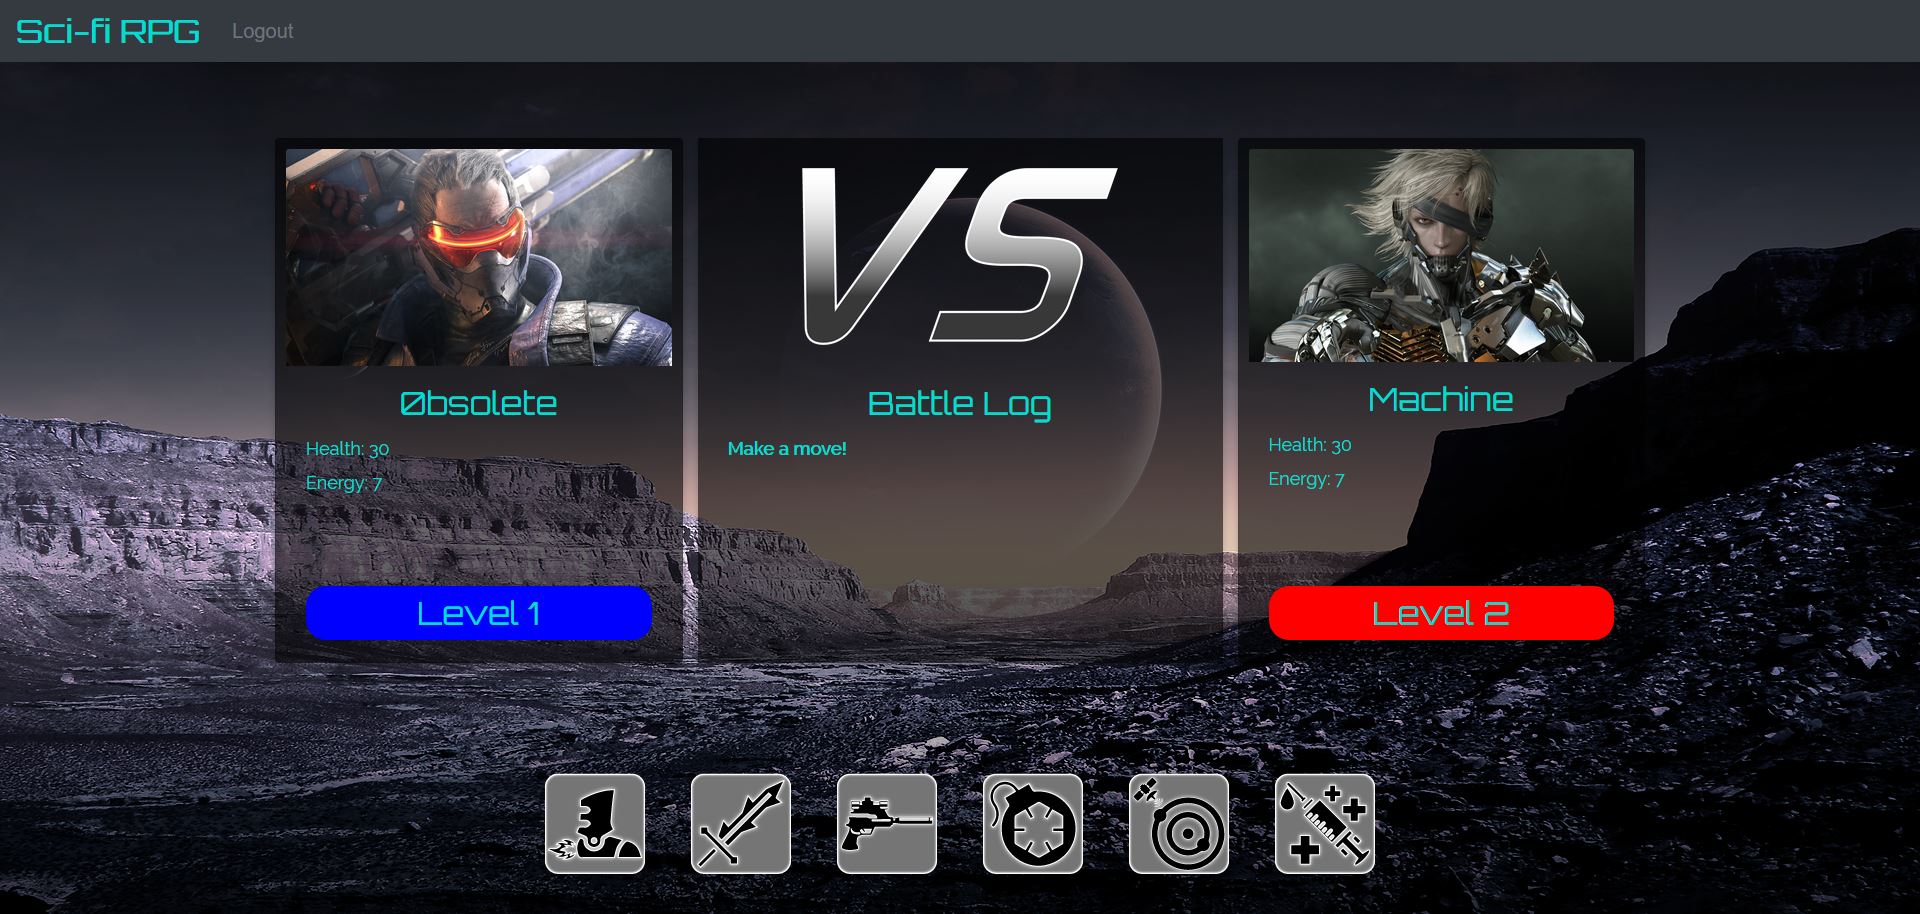 Sci-fi RPG
Logout
VS
0bsolete
Health: 30
Energy: 7
Level 1
Battle Log
Make a move!
Machine
Health: 30
Energy: 7
Level 2